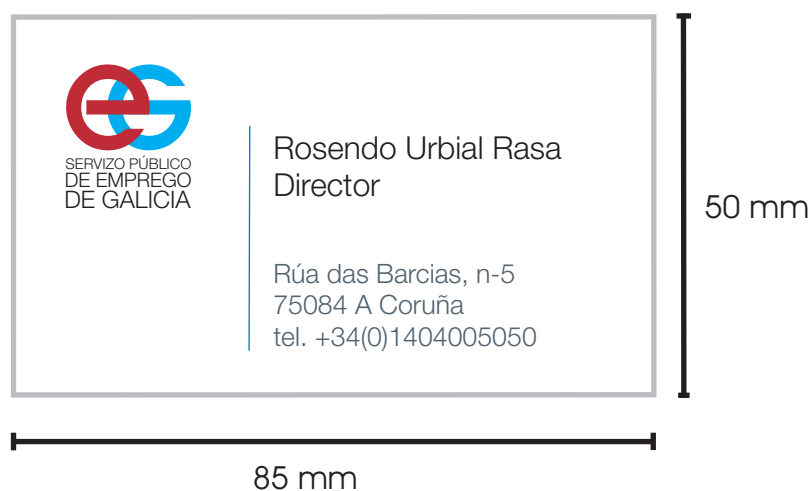 eG
SERVIZO PÚBLICO
DE EMPREGO
DE GALICIA
Rosendo Urbial Rasa
Director
Rúa das Barcias, n-5
75084 A Coruña
tel. +34(0)1404005050
50 mm
85 mm